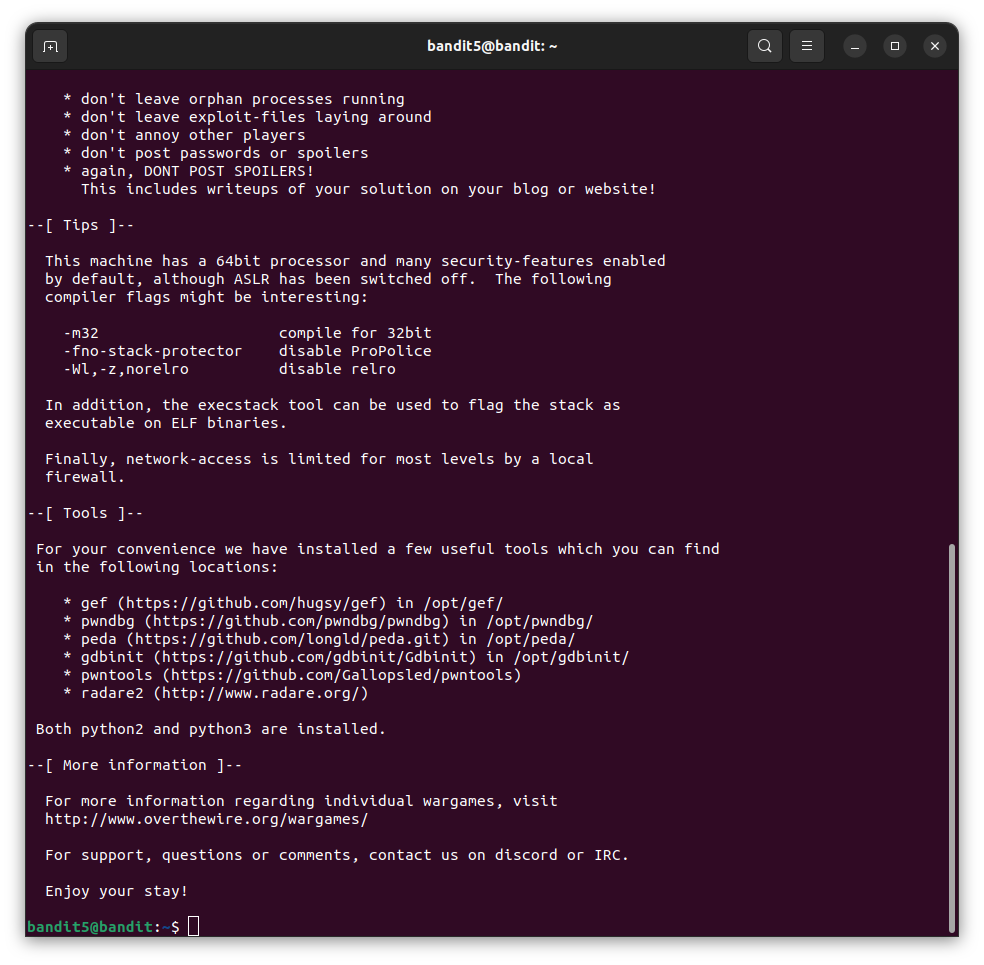 bandit5@bandit: ~
* don't leave orphan processes running
* don't leave exploit-files laying around
* don't annoy other players
* don't post passwords or spoilers
* again, DONT POST SPOILERS!
This includes writeups of your solution on your blog or website!
--[ Tips ]--
This machine has a 64bit processor and many security-features enabled
by default, although ASLR has been switched off.  The following
compiler flags might be interesting:
-m32                    compile for 32bit
-fno-stack-protector    disable ProPolice
-Wl,-z,norelro          disable relro
In addition, the execstack tool can be used to flag the stack as
executable on ELF binaries.
Finally, network-access is limited for most levels by a local
firewall.
--[ Tools ]--
For your convenience we have installed a few useful tools which you can find
in the following locations:
* gef (https://github.com/hugsy/gef) in /opt/gef/
* pwndbg (https://github.com/pwndbg/pwndbg) in /opt/pwndbg/
* peda (https://github.com/longld/peda.git) in /opt/peda/
* gdbinit (https://github.com/gdbinit/Gdbinit) in /opt/gdbinit/
* pwntools (https://github.com/Gallopsled/pwntools)
* radare2 (http://www.radare.org/)
Both python2 and python3 are installed.
--[ More information ]--
For more information regarding individual wargames, visit
http://www.overthewire.org/wargames/
For support, questions or comments, contact us on discord or IRC.
Enjoy your stay!
bandit5@bandit:~$